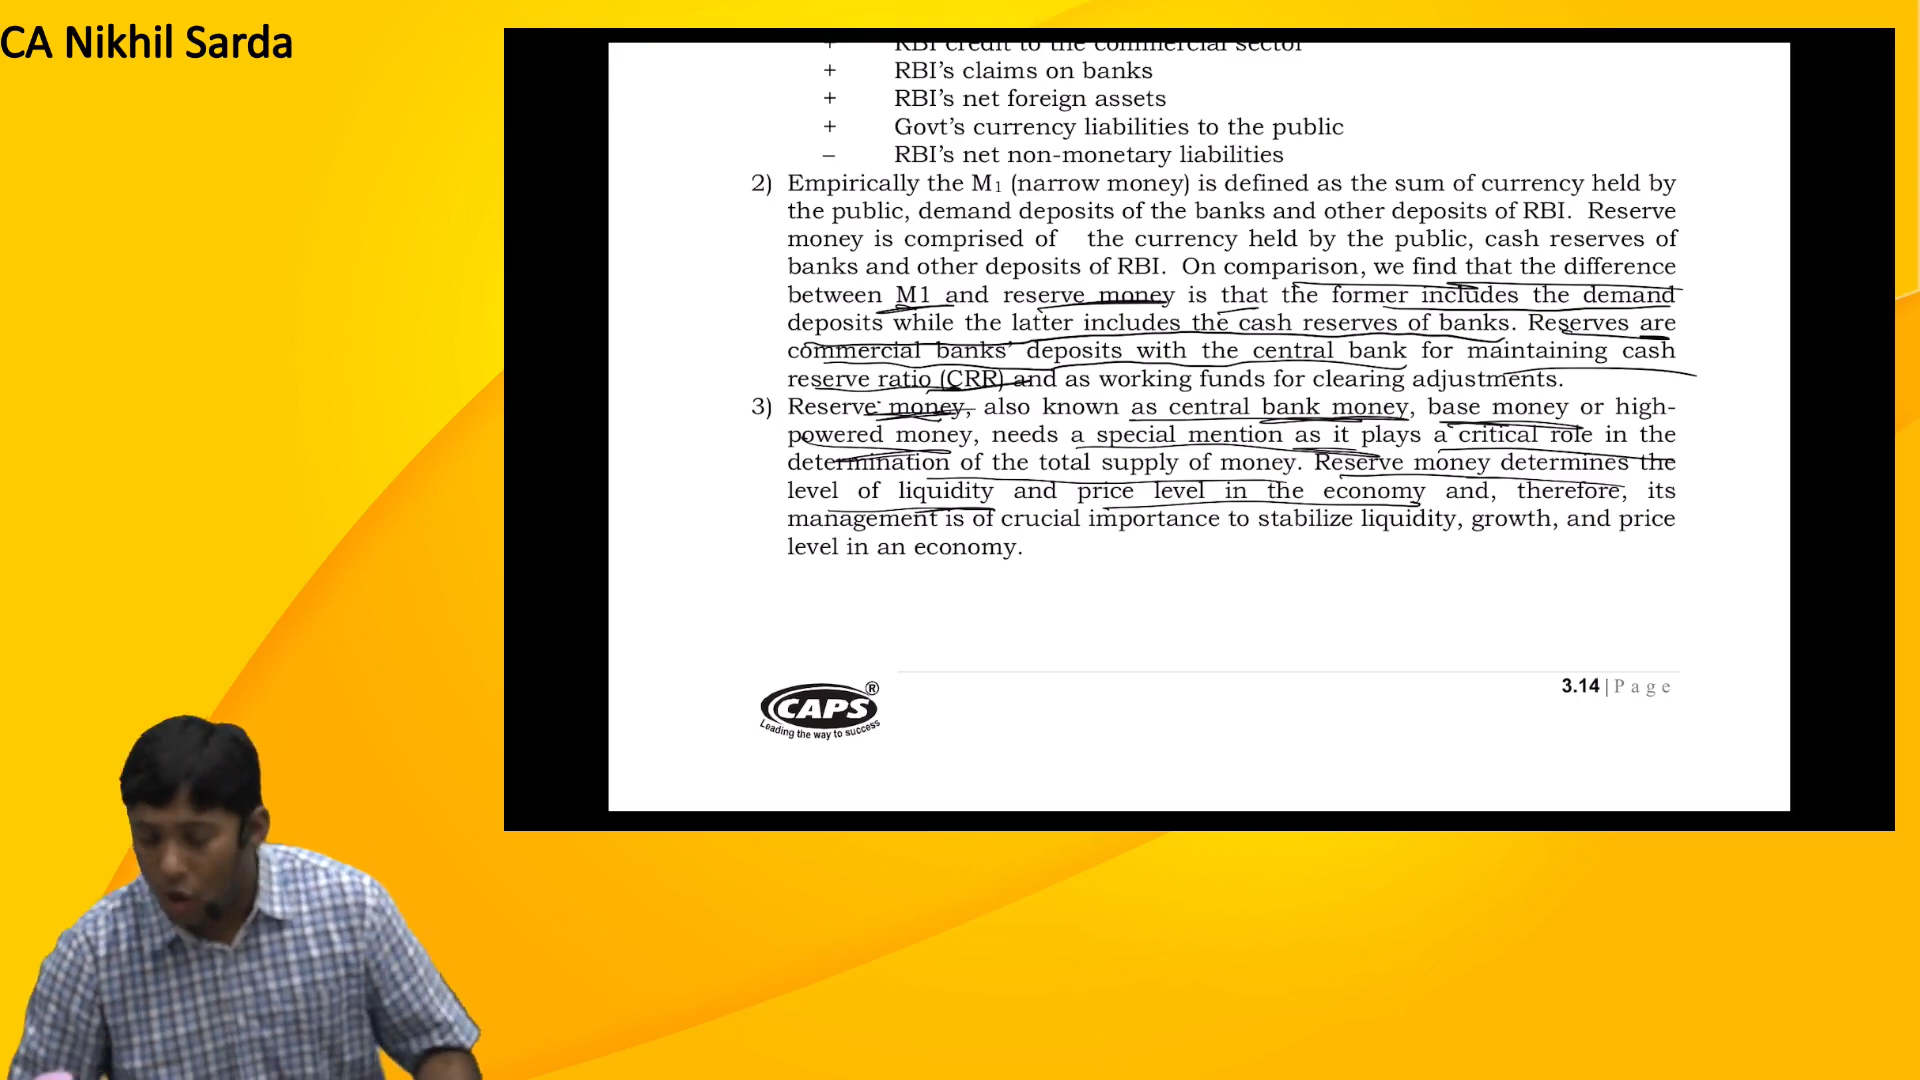 CA Nikhil Sarda
+ RBI credit to the commercial sector
+ RBI's claims on banks
+ RBI's net foreign assets
+ Govt's currency liabilities to the public
– RBI's net non-monetary liabilities
2) Empirically the M1 (narrow money) is defined as the sum of currency held by
the public, demand deposits of the banks and other deposits of RBI. Reserve
money is comprised of the currency held by the public, cash reserves of
banks and other deposits of RBI. On comparison, we find that the difference
between M1 and reserve money is that the former includes the demand
deposits while the latter includes the cash reserves of banks. Reserves are
commercial banks' deposits with the central bank for maintaining cash
reserve ratio (CRR) and as working funds for clearing adjustments.
3) Reserve money, also known as central bank money, base money or high-
powered money, needs a special mention as it plays a critical role in the
determination of the total supply of money. Reserve money determines the
level of liquidity and price level in the economy and, therefore, its
management is of crucial importance to stabilize liquidity, growth, and price
level in an economy.
CAPS®
Leading the way to success
3.14 | Page